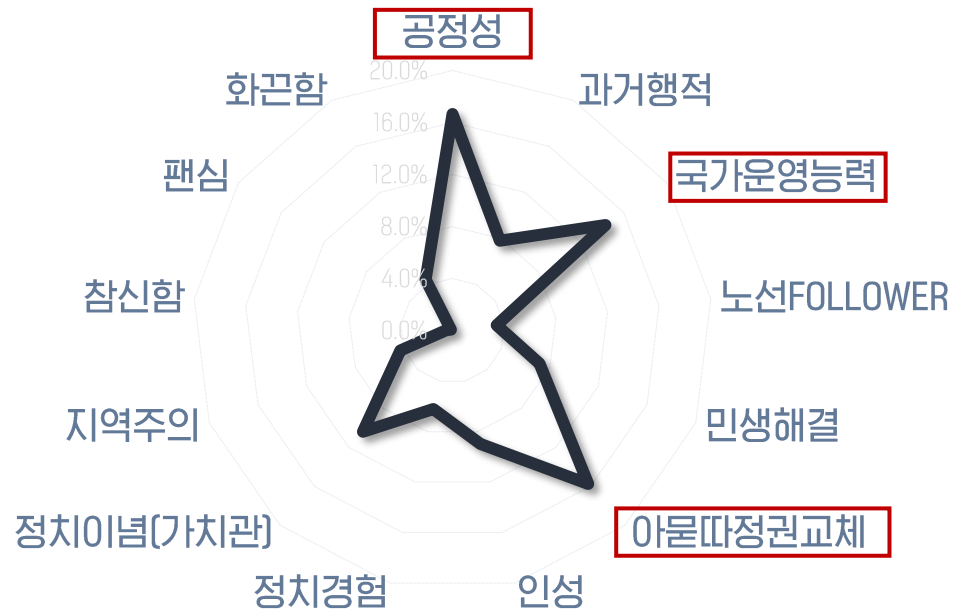 공정성
과거행적
국가운영능력
노선FOLLOWER
민생해결
아묻따정권교체
인성
정치경험
정치이념(가치관)
지역주의
참신함
팬심
화끈함
20.0%
16.0%
12.0%
8.0%
4.0%
0.0%